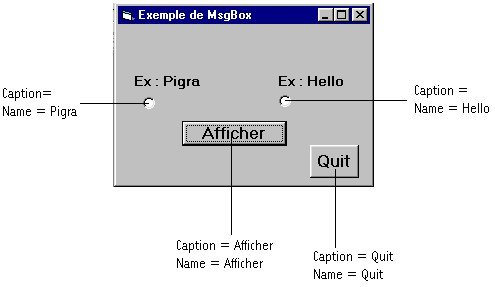 Exemple de MsgBox
Ex : Pigra
Ex : Hello
Caption=
Name = Pigra
Caption =
Name = Hello
Afficher
Quit
Caption = Afficher
Name = Afficher
Caption = Quit
Name = Quit